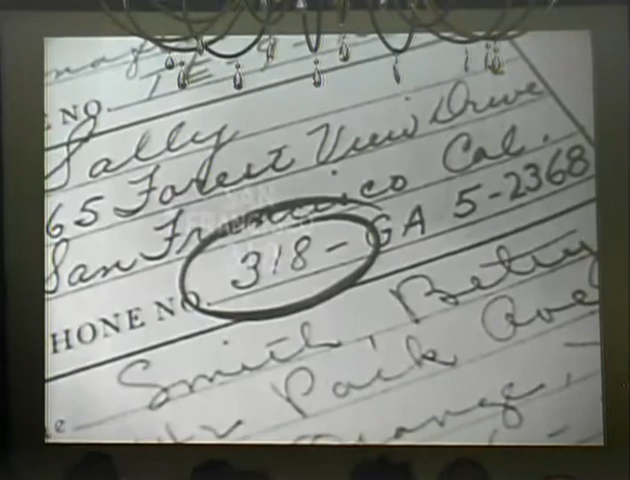 E NO.
Sally
65 Forest View Drive
San Francisco Cal.
HONE NO. 318-GA 5-2368
Smith, Betty
Park Ave
Orange,